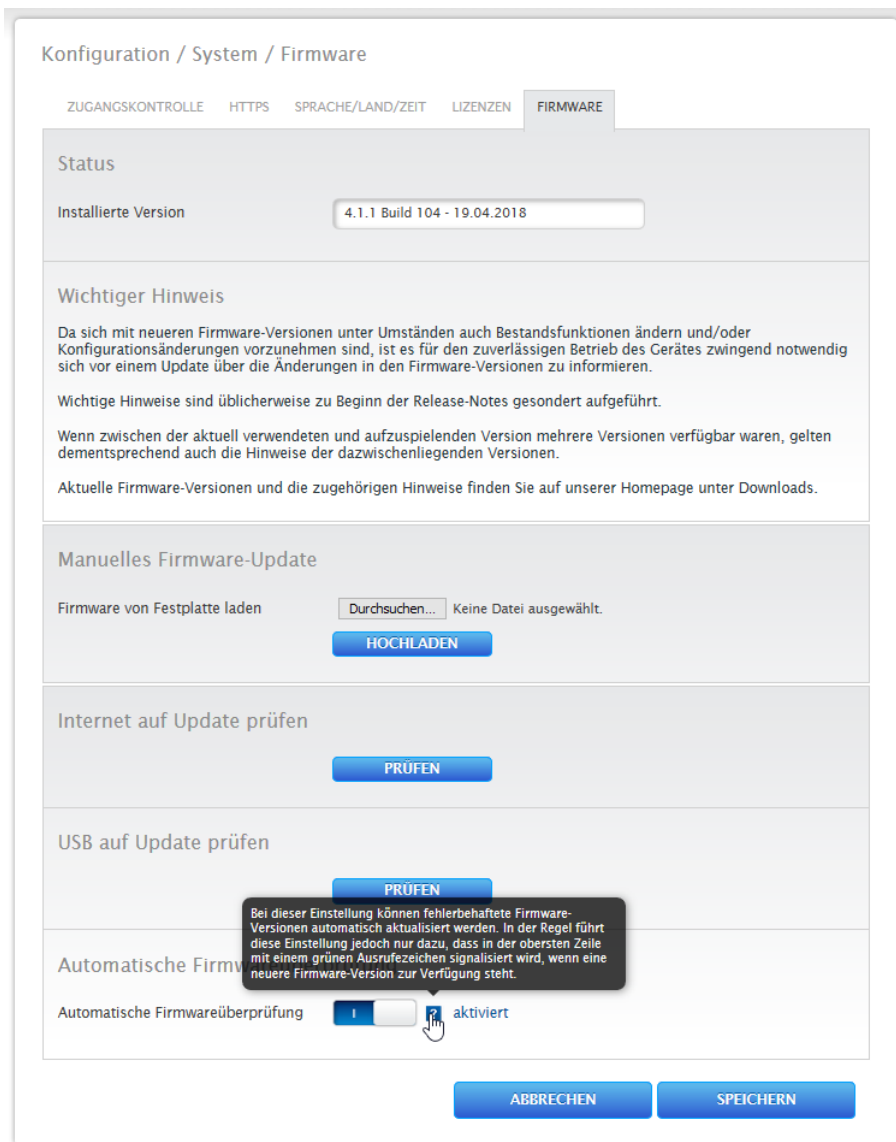 Konfiguration / System / Firmware
ZUGANGSKONTROLLE HTTPS SPRACHE/LAND/ZEIT LIZENZEN FIRMWARE
Status
Installierte Version 4.1.1 Build 104 - 19.04.2018
Wichtiger Hinweis
Da sich mit neueren Firmware-Versionen unter Umständen auch Bestandsfunktionen ändern und/oder
Konfigurationsänderungen vorzunehmen sind, ist es für den zuverlässigen Betrieb des Gerätes zwingend notwendig
sich vor einem Update über die Änderungen in den Firmware-Versionen zu informieren.
Wichtige Hinweise sind üblicherweise zu Beginn der Release-Notes gesondert aufgeführt.
Wenn zwischen der aktuell verwendeten und aufzuspielenden Version mehrere Versionen verfügbar waren, gelten
dementsprechend auch die Hinweise der dazwischenliegenden Versionen.
Aktuelle Firmware-Versionen und die zugehörigen Hinweise finden Sie auf unserer Homepage unter Downloads.
Manuelles Firmware-Update
Firmware von Festplatte laden Durchsuchen... Keine Datei ausgewählt.
HOCHLADEN
Internet auf Update prüfen
PRÜFEN
USB auf Update prüfen
PRÜFEN
Bei dieser Einstellung können fehlerbehaftete Firmware-
Versionen automatisch aktualisiert werden. In der Regel führt
diese Einstellung jedoch nur dazu, dass in der obersten Zeile
mit einem grünen Ausrufezeichen signalisiert wird, wenn eine
neuere Firmware-Version zur Verfügung steht.
Automatische Firmwareüberprüfung
Automatische Firmwareüberprüfung I ? aktiviert
ABBRECHEN SPEICHERN